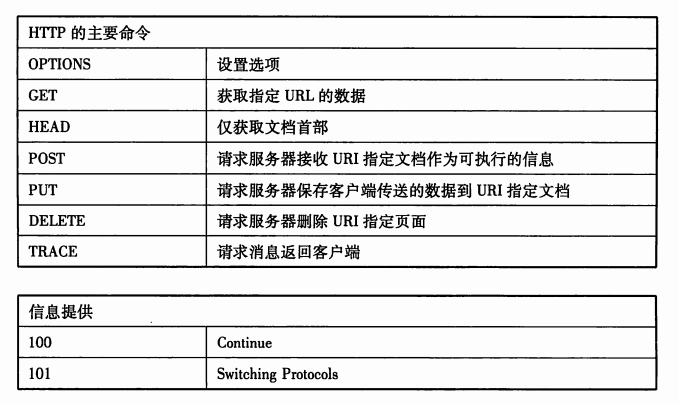 HTTP 的主要命令
OPTIONS 设置选项
GET 获取指定 URL 的数据
HEAD 仅获取文档首部
POST 请求服务器接收 URI 指定文档作为可执行的信息
PUT 请求服务器保存客户端传送的数据到 URI 指定文档
DELETE 请求服务器删除 URI 指定页面
TRACE 请求消息返回客户端
信息提供
100 Continue
101 Switching Protocols